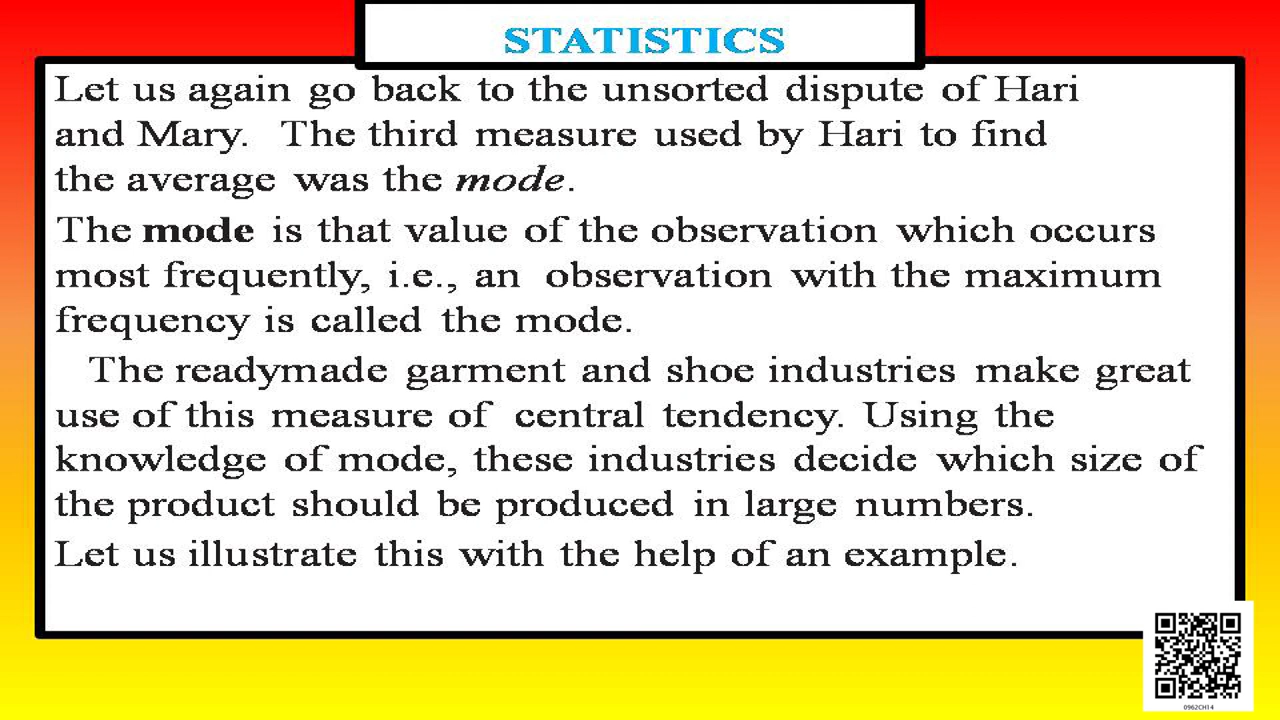 STATISTICS
Let us again go back to the unsorted dispute of Hari
and Mary. The third measure used by Hari to find
the average was the mode.
The mode is that value of the observation which occurs
most frequently, i.e., an observation with the maximum
frequency is called the mode.
The readymade garment and shoe industries make great
use of this measure of central tendency. Using the
knowledge of mode, these industries decide which size of
the product should be produced in large numbers.
Let us illustrate this with the help of an example.
0962CH14